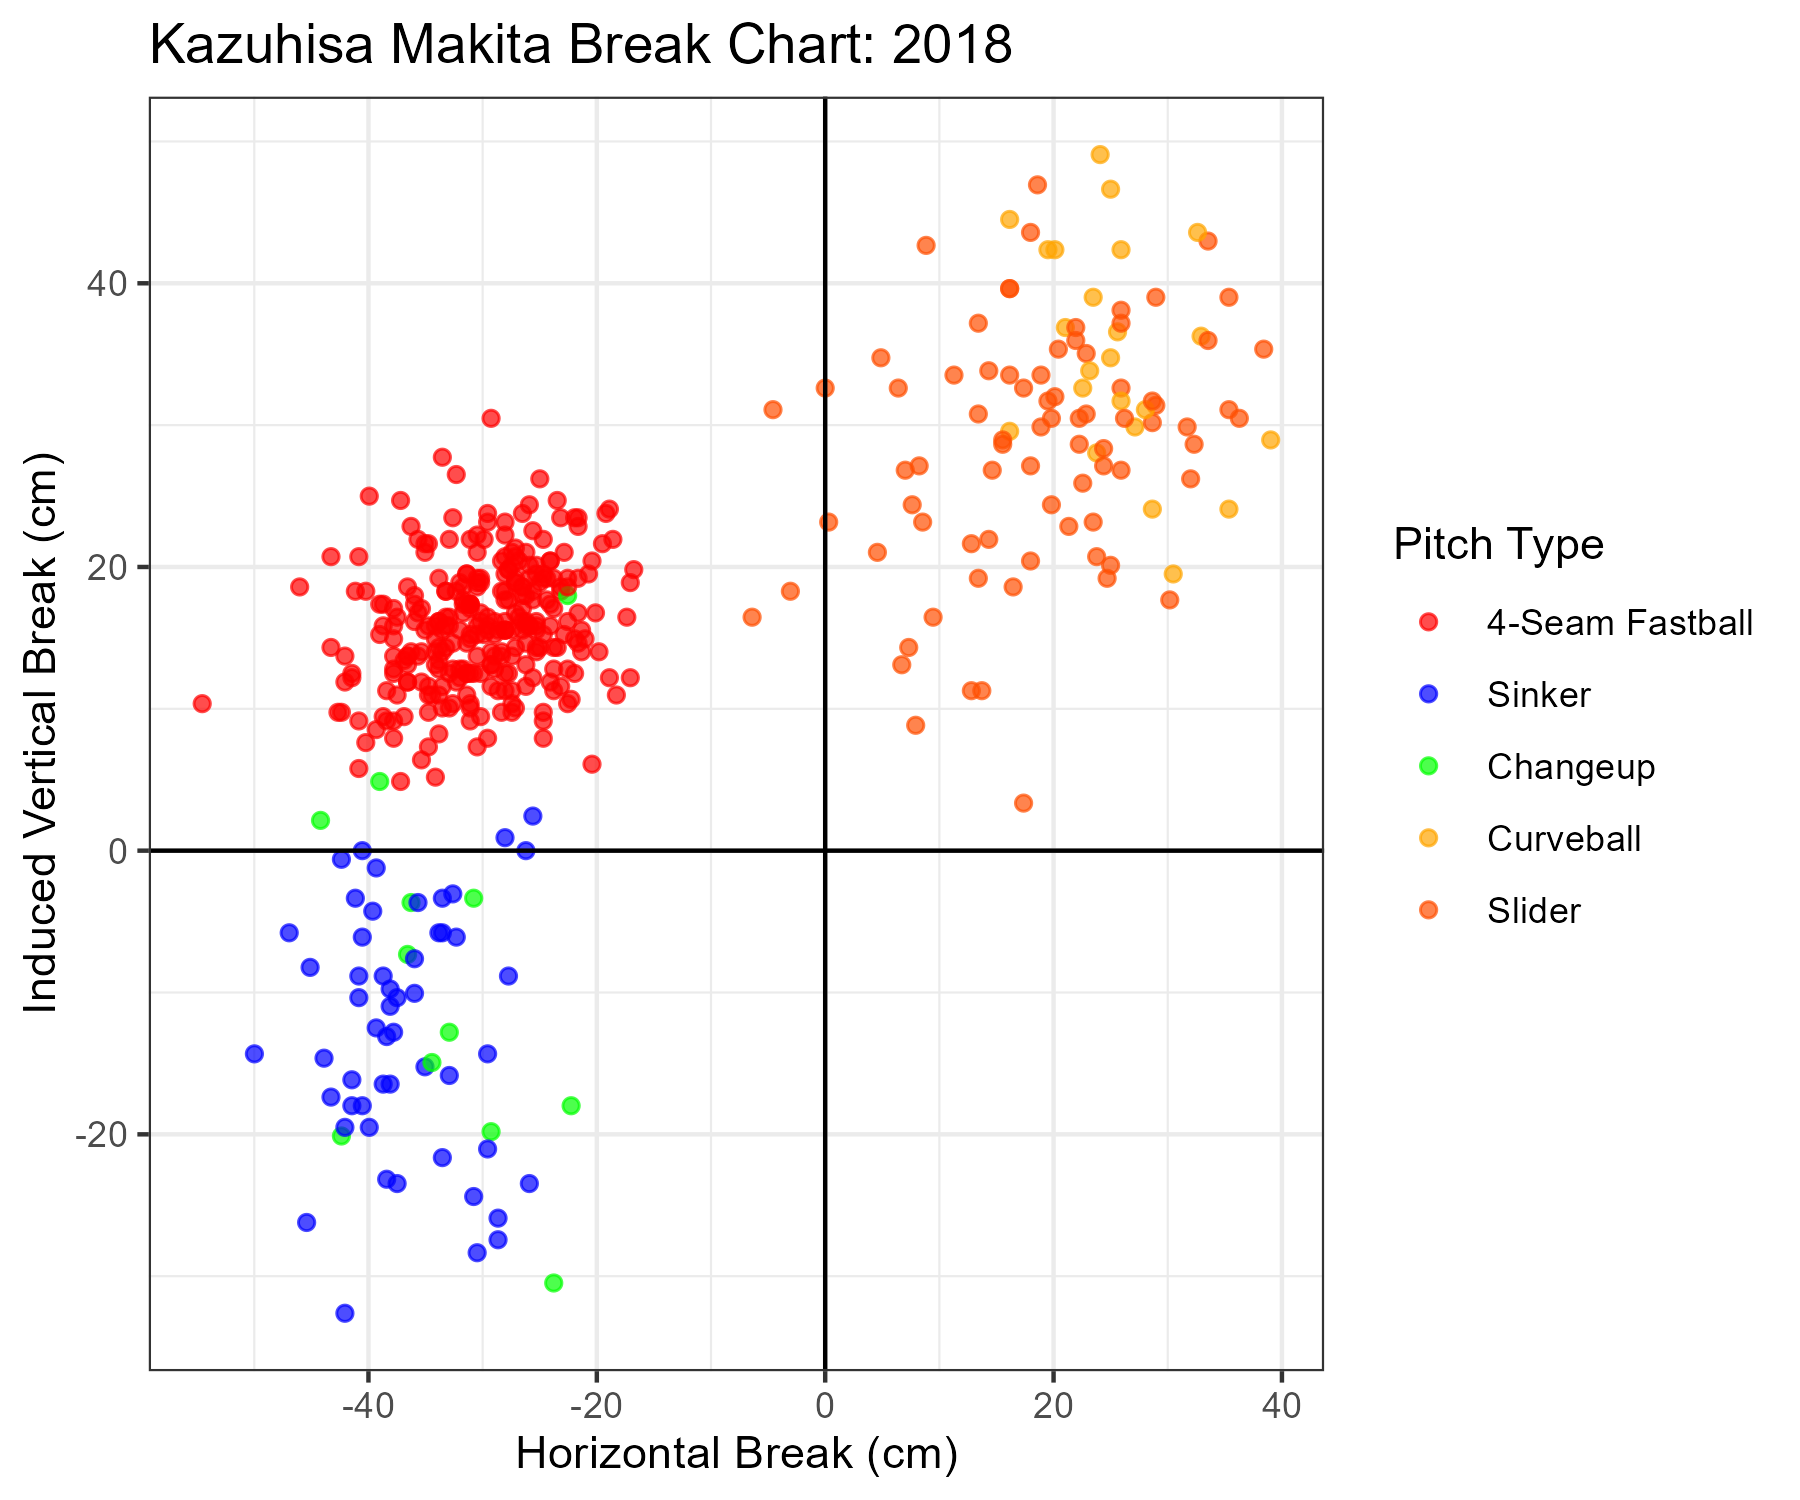 Kazuhisa Makita Break Chart: 2018
Induced Vertical Break (cm)
40
20
0
-20
-40
-20
0
20
40
Horizontal Break (cm)
Pitch Type
4-Seam Fastball
Sinker
Changeup
Curveball
Slider